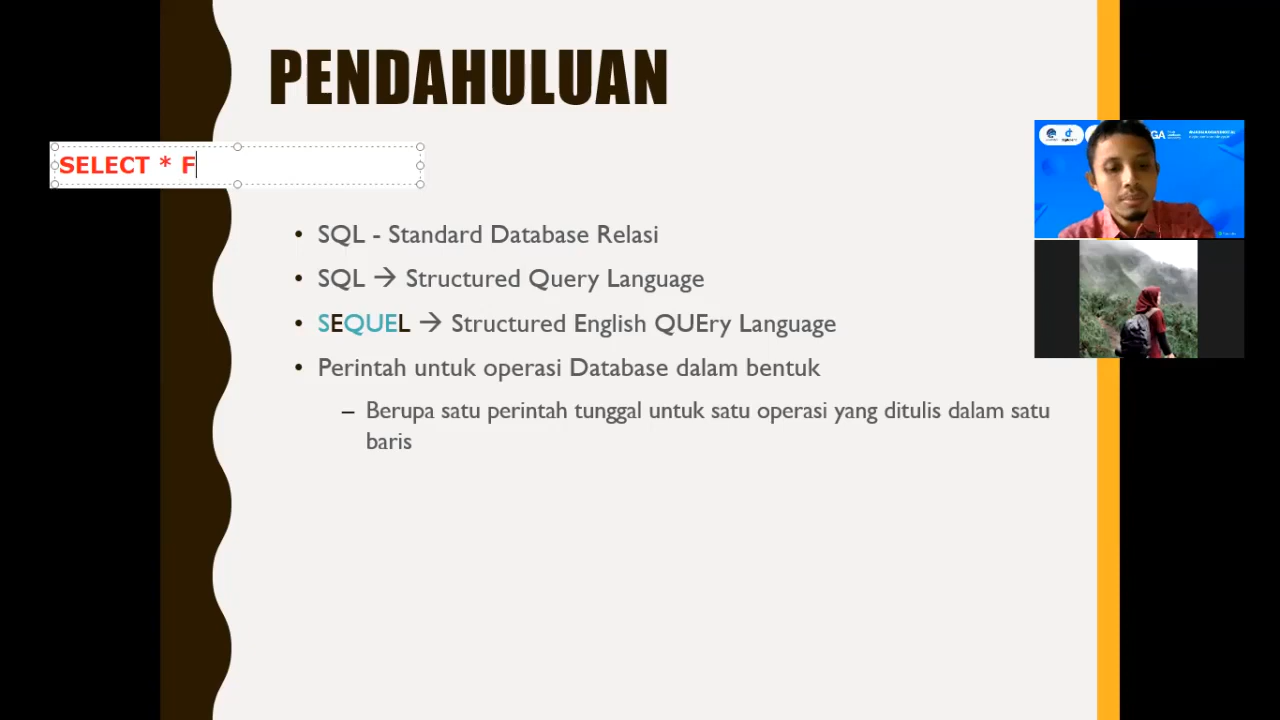 PENDAHULUAN
SELECT * F
• SQL - Standard Database Relasi
• SQL → Structured Query Language
• SEQUEL → Structured English QUEry Language
• Perintah untuk operasi Database dalam bentuk
– Berupa satu perintah tunggal untuk satu operasi yang ditulis dalam satu
baris